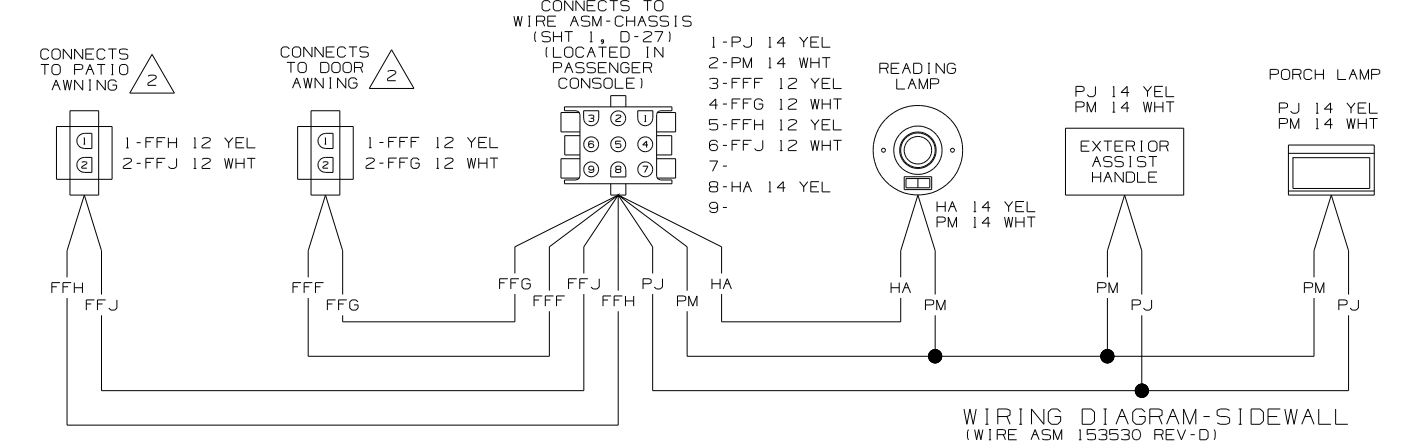 CONNECTS
TO PATIO
AWNING
2
1
2
1-FFH 12 YEL
2-FFJ 12 WHT
CONNECTS
TO DOOR
AWNING
2
1
2
1-FFF 12 YEL
2-FFG 12 WHT
CONNECTS TO
WIRE ASM-CHASSIS
(SHT 1, D-27)
(LOCATED IN
PASSENGER
CONSOLE)
3 2 1
6 5 4
9 8 7
1-PJ 14 YEL
2-PM 14 WHT
3-FFF 12 YEL
4-FFG 12 WHT
5-FFH 12 YEL
6-FFJ 12 WHT
7-
8-HA 14 YEL
9-
READING
LAMP
HA 14 YEL
PM 14 WHT
PJ 14 YEL
PM 14 WHT
EXTERIOR
ASSIST
HANDLE
PORCH LAMP
PJ 14 YEL
PM 14 WHT
FFH
FFJ
FFF
FFG
FFG
FFF
FFJ
FFH
PJ
PM
HA
HA
PM
PM
PJ
PM
PJ
WIRING DIAGRAM-SIDEWALL
(WIRE ASM 153530 REV-D)